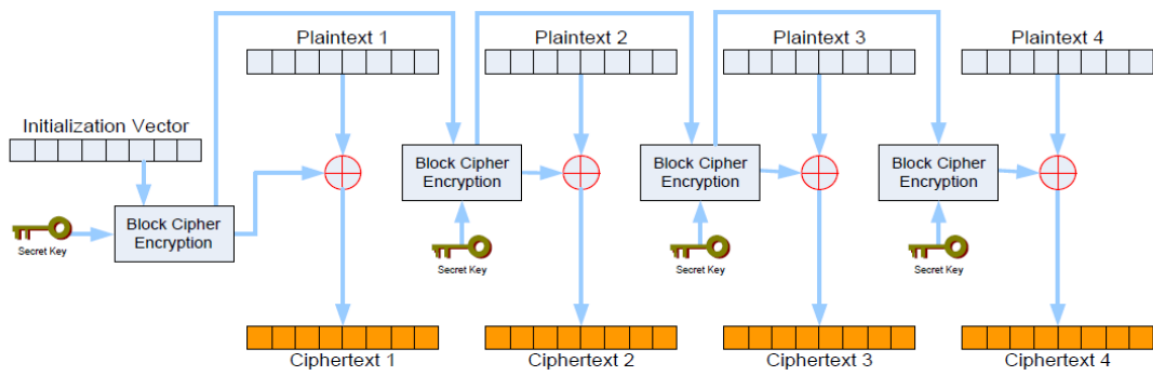 Plaintext 1
Plaintext 2
Plaintext 3
Plaintext 4
Initialization Vector
Block Cipher
Encryption
Secret Key
Block Cipher
Encryption
Secret Key
Block Cipher
Encryption
Secret Key
Block Cipher
Encryption
Secret Key
Ciphertext 1
Ciphertext 2
Ciphertext 3
Ciphertext 4